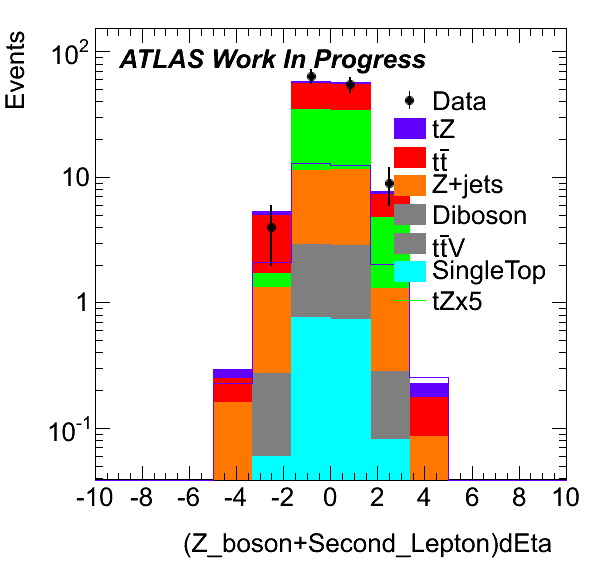 Events
10²
10
1
10⁻¹
ATLAS Work In Progress
Data
tZ
tt̄
Z+jets
Diboson
tt̄V
SingleTop
tZx5
-10 -8 -6 -4 -2 0 2 4 6 8 10
(Z_boson+Second_Lepton)dEta